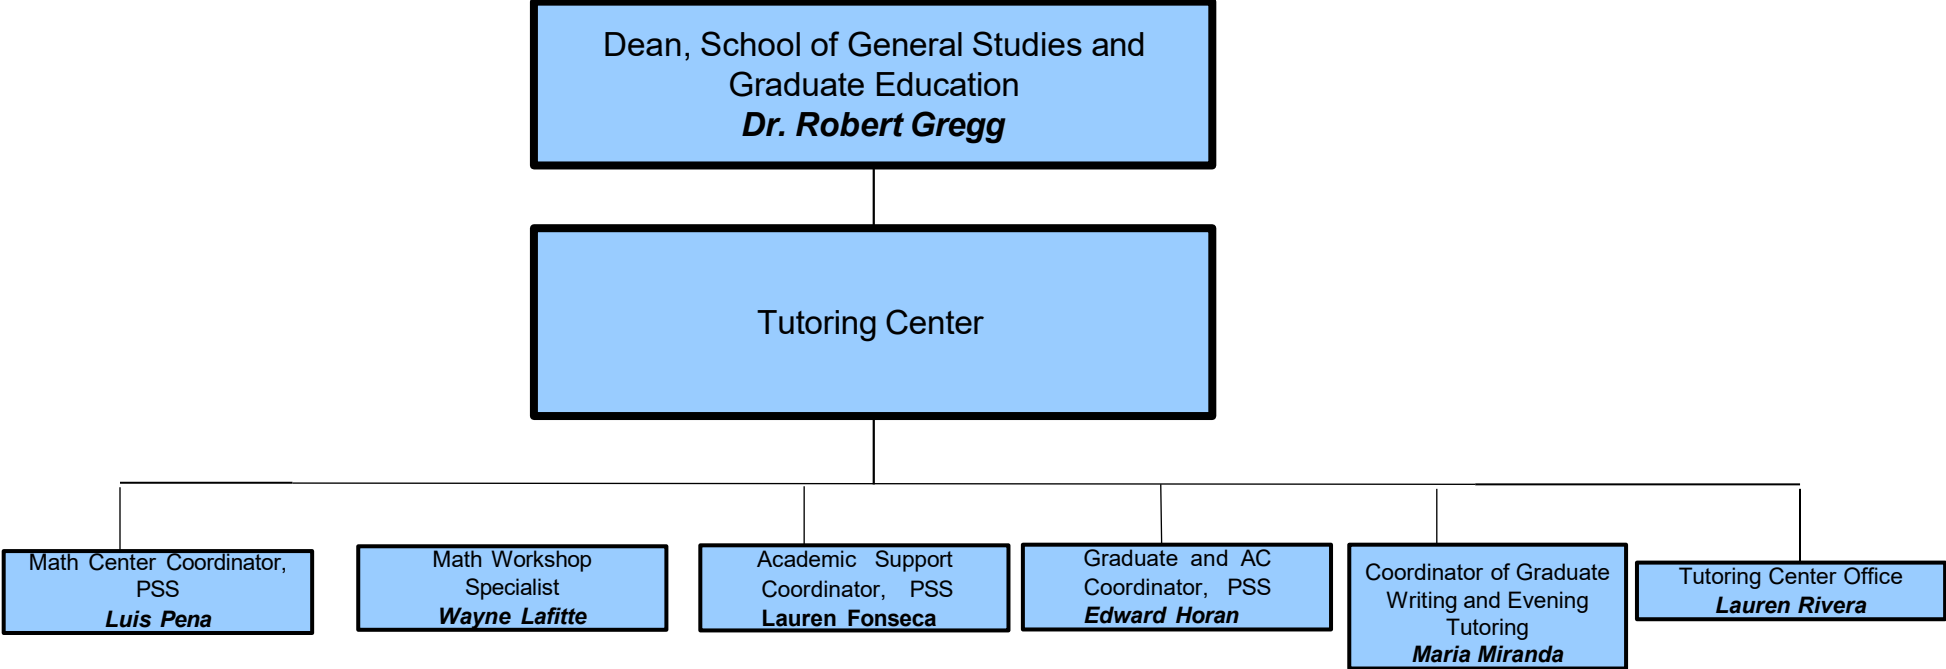 Dean, School of General Studies and
Graduate Education
Dr. Robert Gregg
Tutoring Center
Math Center Coordinator,
PSS
Luis Pena
Math Workshop
Specialist
Wayne Lafitte
Academic Support
Coordinator, PSS
Lauren Fonseca
Graduate and AC
Coordinator, PSS
Edward Horan
Coordinator of Graduate
Writing and Evening
Tutoring
Maria Miranda
Tutoring Center Office
Lauren Rivera